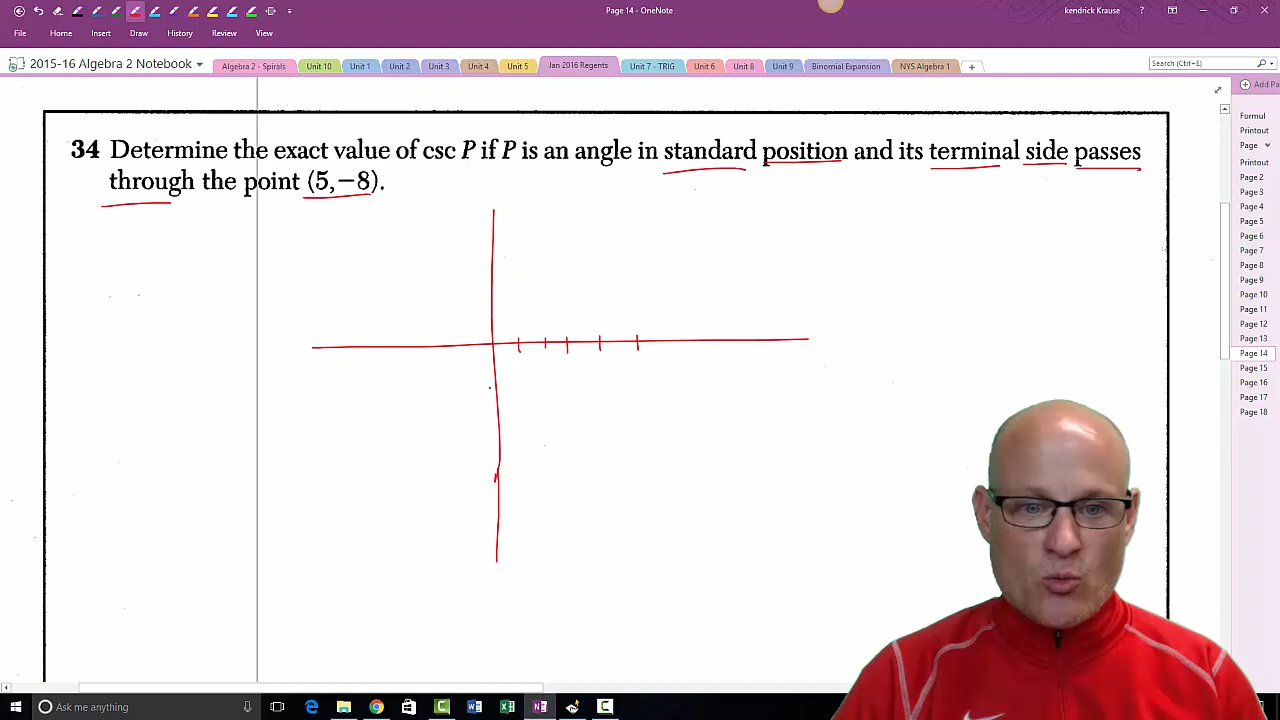 Page 14 - OneNote
kendrick Krause
File Home Insert Draw History Review View
2015-16 Algebra 2 Notebook
Algebra 2 - Spirals Unit 10 Unit 1 Unit 2 Unit 3 Unit 4 Unit 5 Jan 2016 Regents Unit 7 - TRIG Unit 6 Unit 8 Unit 9 Binomial Expansion NYS Algebra 1
Search (Ctrl+E)
Add Pa
34 Determine the exact value of csc P if P is an angle in standard position and its terminal side passes
through the point (5,−8).
Formul
Printout
Page
Printout
Page 2
Page 3
Page 4
Page 5
Page 6
Page 7
Page 8
Page 9
Page 10
Page 11
Page 12
Page 13
Page 14
Page 15
Page 16
Page 17
Page 18
Ask me anything